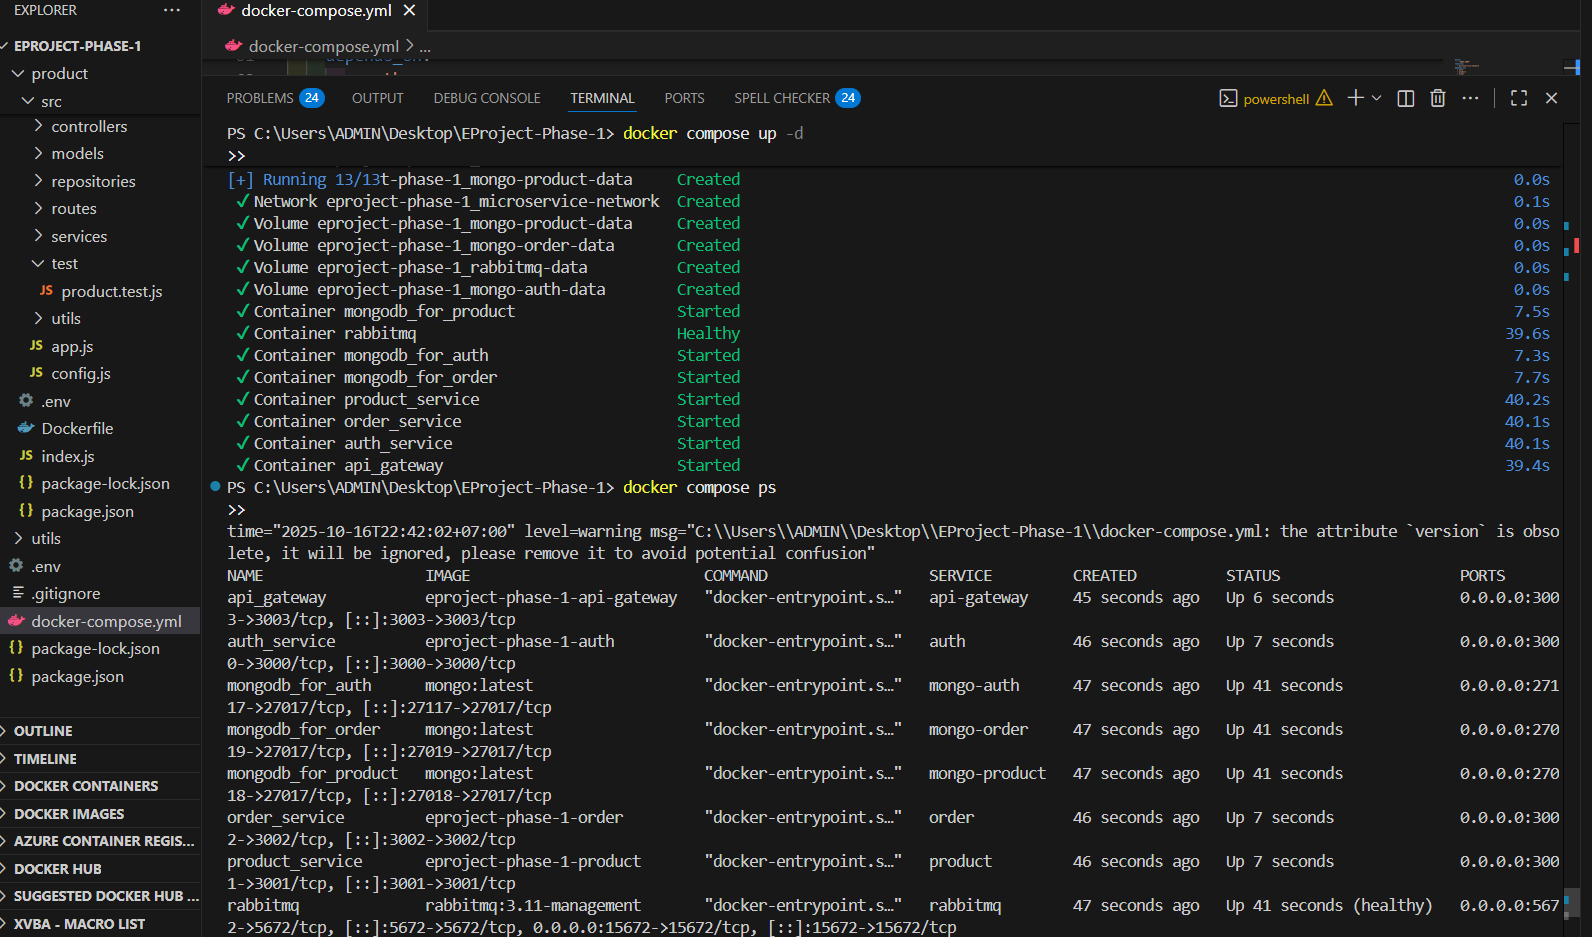 EXPLORER
EPROJECT-PHASE-1
product
src
controllers
models
repositories
routes
services
test
JS product.test.js
utils
JS app.js
JS config.js
.env
Dockerfile
JS index.js
{} package-lock.json
{} package.json
utils
.env
.gitignore
docker-compose.yml
{} package-lock.json
{} package.json
OUTLINE
TIMELINE
DOCKER CONTAINERS
DOCKER IMAGES
AZURE CONTAINER REGIS...
DOCKER HUB
SUGGESTED DOCKER HUB ...
XVBA - MACRO LIST
docker-compose.yml
docker-compose.yml > ...
PROBLEMS 24 OUTPUT DEBUG CONSOLE TERMINAL PORTS SPELL CHECKER 24 powershell
PS C:\Users\ADMIN\Desktop\EProject-Phase-1> docker compose up -d
>>
[+] Running 13/13t-phase-1_mongo-product-data Created 0.0s
✓ Network eproject-phase-1_microservice-network Created 0.1s
✓ Volume eproject-phase-1_mongo-product-data Created 0.0s
✓ Volume eproject-phase-1_mongo-order-data Created 0.0s
✓ Volume eproject-phase-1_rabbitmq-data Created 0.0s
✓ Volume eproject-phase-1_mongo-auth-data Created 0.0s
✓ Container mongodb_for_product Started 7.5s
✓ Container rabbitmq Healthy 39.6s
✓ Container mongodb_for_auth Started 7.3s
✓ Container mongodb_for_order Started 7.7s
✓ Container product_service Started 40.2s
✓ Container order_service Started 40.1s
✓ Container auth_service Started 40.1s
✓ Container api_gateway Started 39.4s
PS C:\Users\ADMIN\Desktop\EProject-Phase-1> docker compose ps
>>
time="2025-10-16T22:42:02+07:00" level=warning msg="C:\\Users\\ADMIN\\Desktop\\EProject-Phase-1\\docker-compose.yml: the attribute `version` is obso
lete, it will be ignored, please remove it to avoid potential confusion"
NAME IMAGE COMMAND SERVICE CREATED STATUS PORTS
api_gateway eproject-phase-1-api-gateway "docker-entrypoint.s…" api-gateway 45 seconds ago Up 6 seconds 0.0.0.0:300
3->3003/tcp, [::]:3003->3003/tcp
auth_service eproject-phase-1-auth "docker-entrypoint.s…" auth 46 seconds ago Up 7 seconds 0.0.0.0:300
0->3000/tcp, [::]:3000->3000/tcp
mongodb_for_auth mongo:latest "docker-entrypoint.s…" mongo-auth 47 seconds ago Up 41 seconds 0.0.0.0:271
17->27017/tcp, [::]:27117->27017/tcp
mongodb_for_order mongo:latest "docker-entrypoint.s…" mongo-order 47 seconds ago Up 41 seconds 0.0.0.0:270
19->27017/tcp, [::]:27019->27017/tcp
mongodb_for_product mongo:latest "docker-entrypoint.s…" mongo-product 47 seconds ago Up 41 seconds 0.0.0.0:270
18->27017/tcp, [::]:27018->27017/tcp
order_service eproject-phase-1-order "docker-entrypoint.s…" order 46 seconds ago Up 7 seconds 0.0.0.0:300
2->3002/tcp, [::]:3002->3002/tcp
product_service eproject-phase-1-product "docker-entrypoint.s…" product 46 seconds ago Up 7 seconds 0.0.0.0:300
1->3001/tcp, [::]:3001->3001/tcp
rabbitmq rabbitmq:3.11-management "docker-entrypoint.s…" rabbitmq 47 seconds ago Up 41 seconds (healthy) 0.0.0.0:567
2->5672/tcp, [::]:5672->5672/tcp, 0.0.0.0:15672->15672/tcp, [::]:15672->15672/tcp